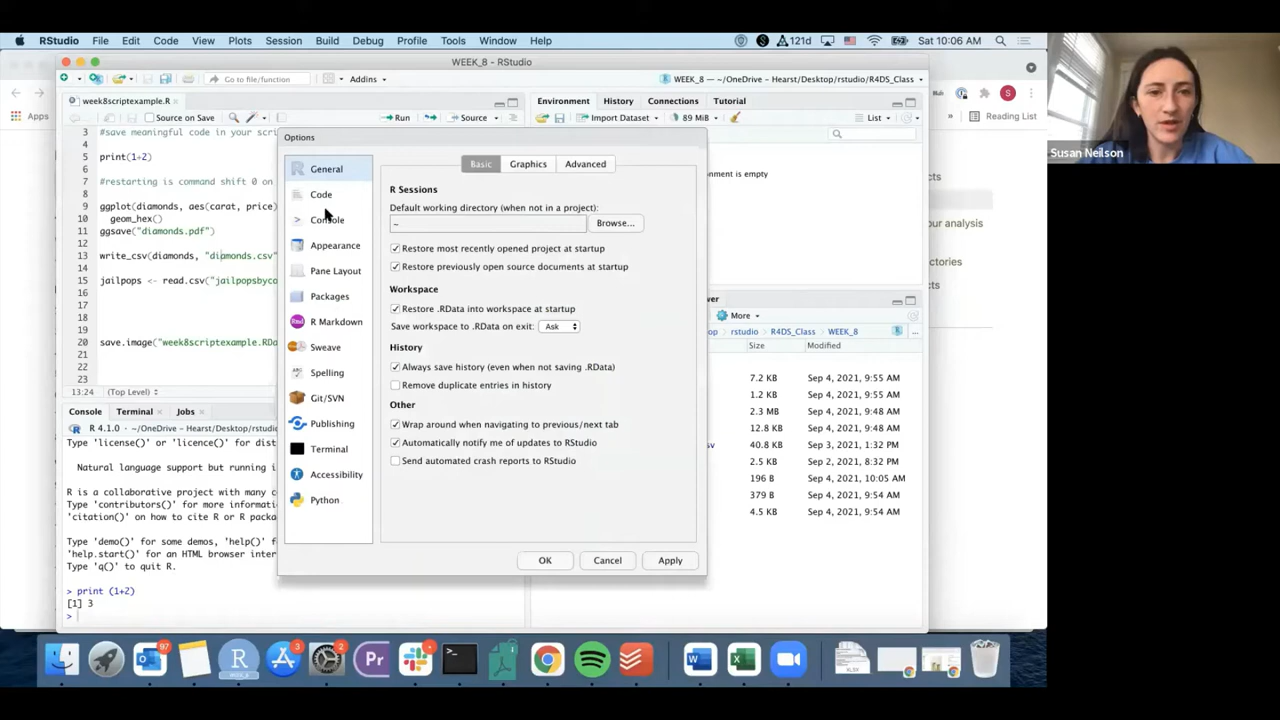 RStudio File Edit Code View Plots Session Build Debug Profile Tools Window Help 121d Sat 10:06 AM
WEEK_8 - RStudio
Go to file/function Addins WEEK_8 — ~/OneDrive - Hearst/Desktop/rstudio/R4DS_Class
week8scriptexample.R Environment History Connections Tutorial
Source on Save Run Source Import Dataset 89 MiB List
Apps Reading List
3 #save meaningful code in your scri
4
5 print(1+2)
6
7 #restarting is command shift 0 on
8
9 ggplot(diamonds, aes(carat, price)
10 geom_hex()
11 ggsave("diamonds.pdf")
12
13 write_csv(diamonds, "diamonds.csv"
14
15 jailpops <- read.csv("jailpopsbyco
16
17
18
19
20 save.image("week8scriptexample.RDa
21
22
23
13:24 (Top Level)
Console Terminal Jobs
R 4.1.0 · ~/OneDrive - Hearst/Desktop/rstud
Type 'license()' or 'licence()' for dist
Natural language support but running i
R is a collaborative project with many c
Type 'contributors()' for more informatio
'citation()' on how to cite R or R packa
Type 'demo()' for some demos, 'help()' f
'help.start()' for an HTML browser inter
Type 'q()' to quit R.
> print (1+2)
[1] 3
>
Options
General
Code
Console
Appearance
Pane Layout
Packages
R Markdown
Sweave
Spelling
Git/SVN
Publishing
Terminal
Accessibility
Python
Basic Graphics Advanced
R Sessions
Default working directory (when not in a project):
~ Browse...
Restore most recently opened project at startup
Restore previously open source documents at startup
Workspace
Restore .RData into workspace at startup
Save workspace to .RData on exit: Ask
History
Always save history (even when not saving .RData)
Remove duplicate entries in history
Other
Wrap around when navigating to previous/next tab
Automatically notify me of updates to RStudio
Send automated crash reports to RStudio
OK Cancel Apply
nment is empty
wer
More
op rstudio R4DS_Class WEEK_8
Size Modified
7.2 KB Sep 4, 2021, 9:55 AM
1.2 KB Sep 4, 2021, 9:55 AM
2.3 MB Sep 4, 2021, 9:48 AM
12.8 KB Sep 4, 2021, 9:48 AM
sv 40.8 KB Sep 3, 2021, 1:32 PM
2.5 KB Sep 2, 2021, 8:32 PM
196 B Sep 4, 2021, 10:05 AM
379 B Sep 4, 2021, 9:54 AM
4.5 KB Sep 4, 2021, 9:54 AM
cts
ur analysis
ctories
cts
Susan Neilson
97
R
WEEK_8
3
2
Pr
W
X
XLSX